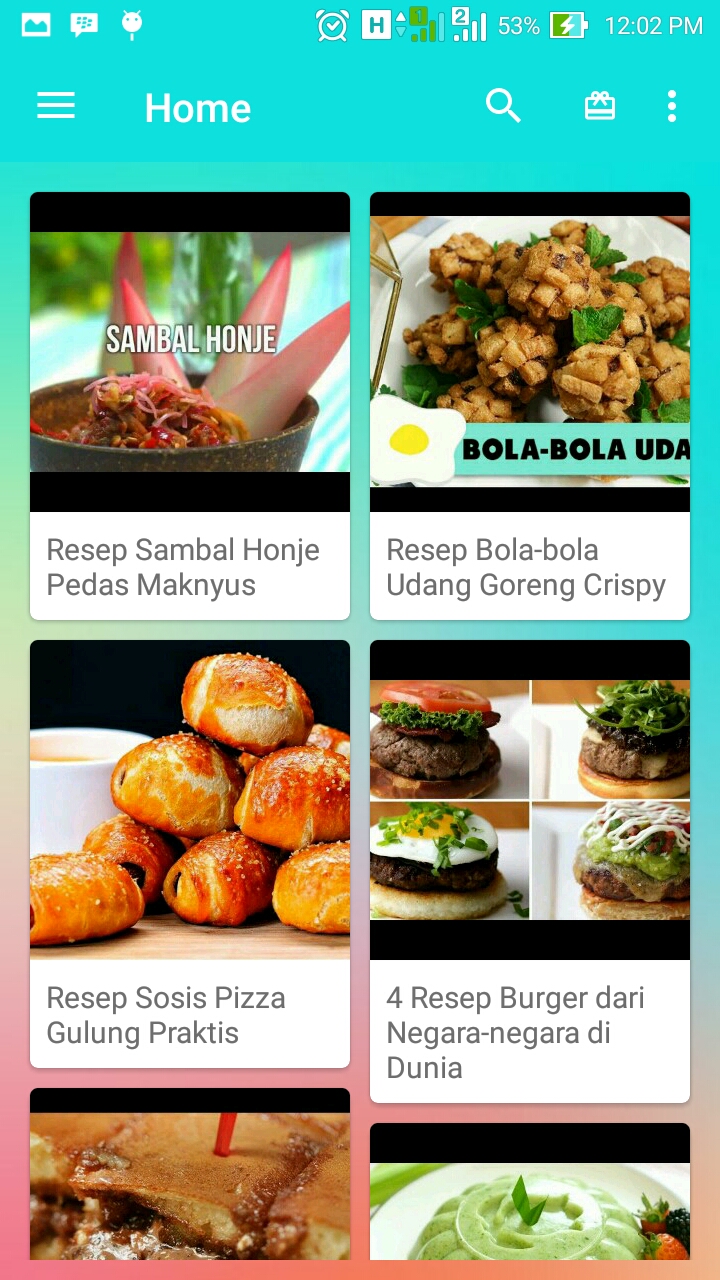 1 2 53% 12:02 PM
H
Home
SAMBAL HONJE
BOLA-BOLA UDA
Resep Sambal Honje
Pedas Maknyus
Resep Bola-bola
Udang Goreng Crispy
Resep Sosis Pizza
Gulung Praktis
4 Resep Burger dari
Negara-negara di
Dunia